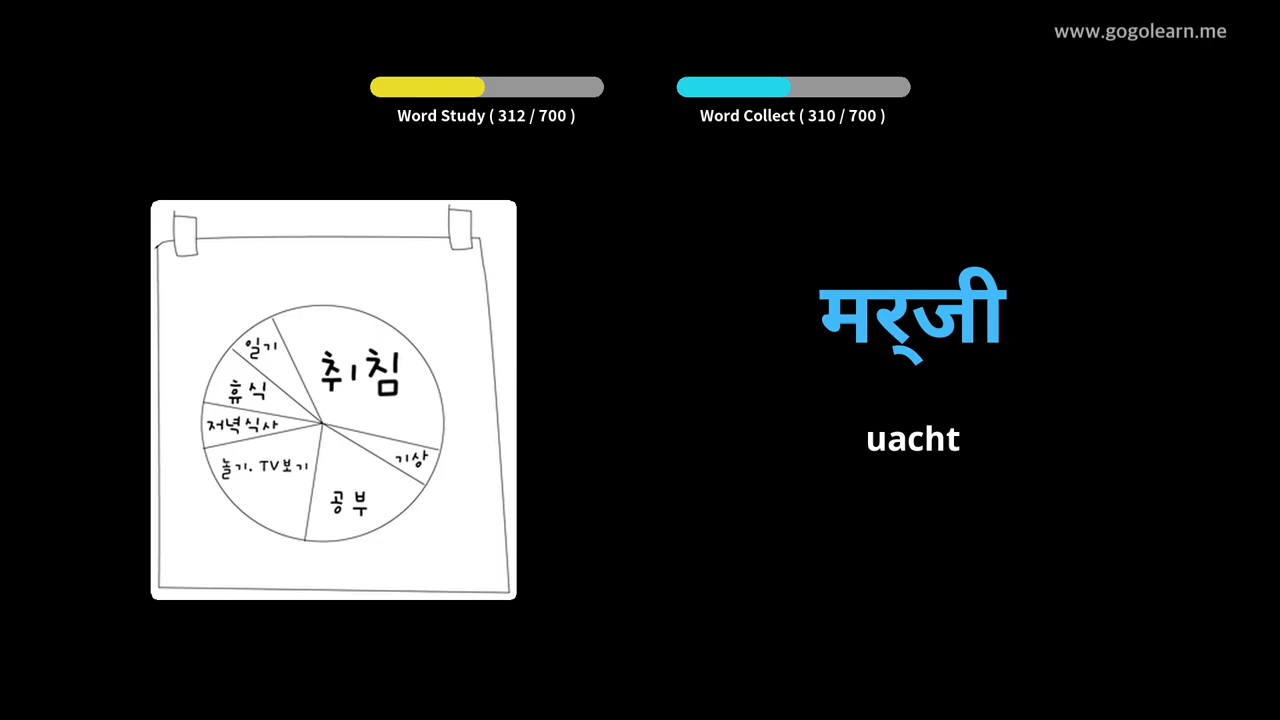 www.gogolearn.me
Word Study ( 312 / 700 )
Word Collect ( 310 / 700 )
일기
취침
휴식
저녁식사
놀기. TV보기
기상
공부
मर्‌जी
uacht